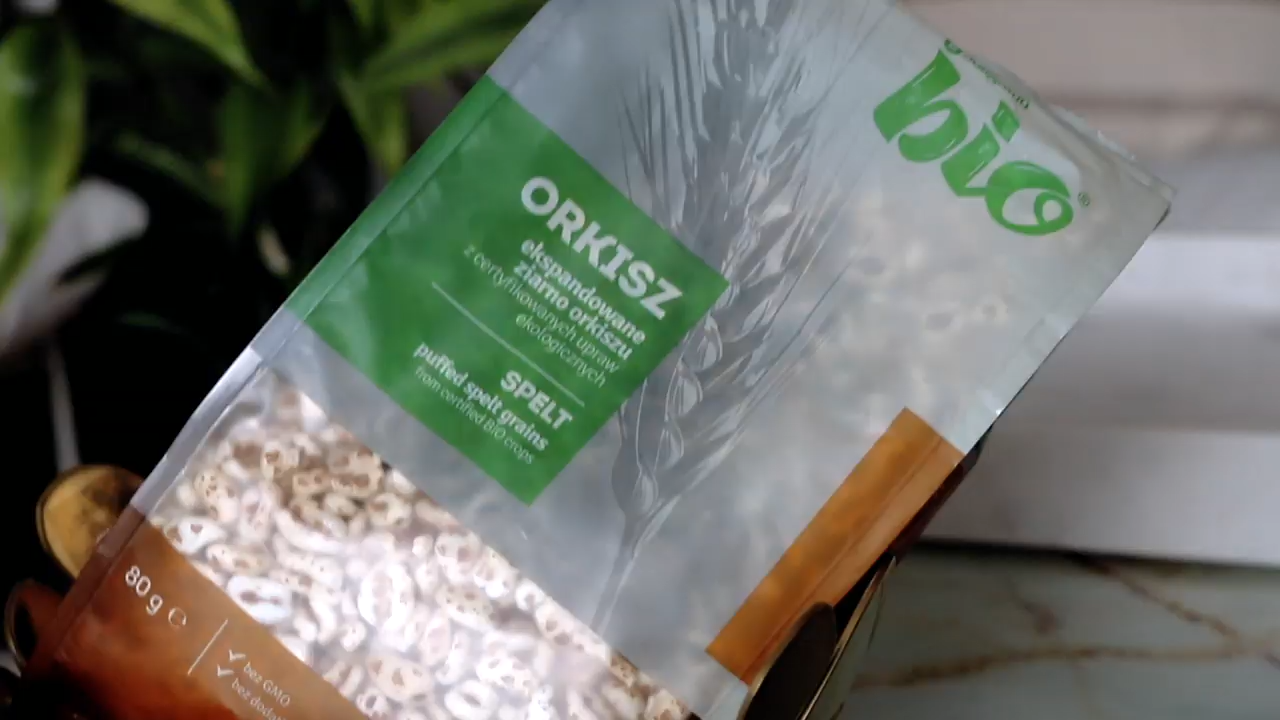 bio®
ORKISZ
ekspandowane
ziarno orkiszu
z certyfikowanych upraw
ekologicznych
SPELT
puffed spelt grains
from certified BIO crops
80 g ℮
bez GMO
bez